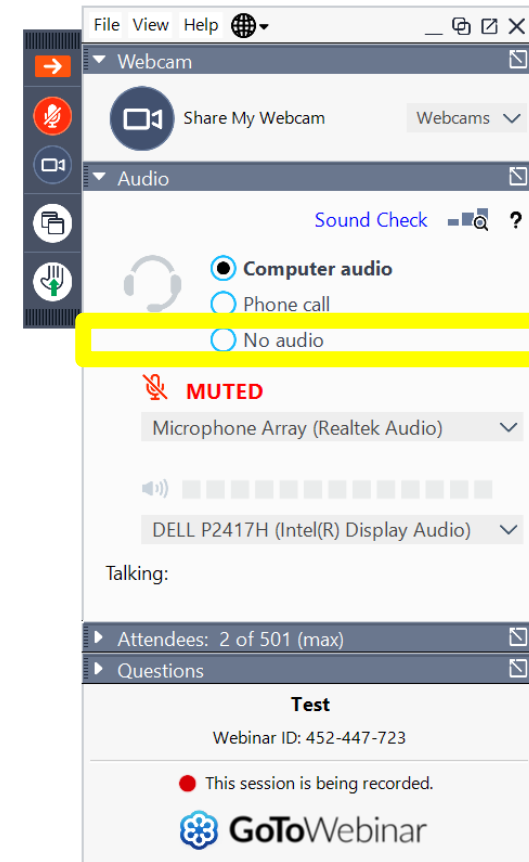 File View Help
Webcam
Share My Webcam Webcams
Audio
Sound Check ?
Computer audio
Phone call
No audio
MUTED
Microphone Array (Realtek Audio)
DELL P2417H (Intel(R) Display Audio)
Talking:
Attendees: 2 of 501 (max)
Questions
Test
Webinar ID: 452-447-723
This session is being recorded.
GoToWebinar